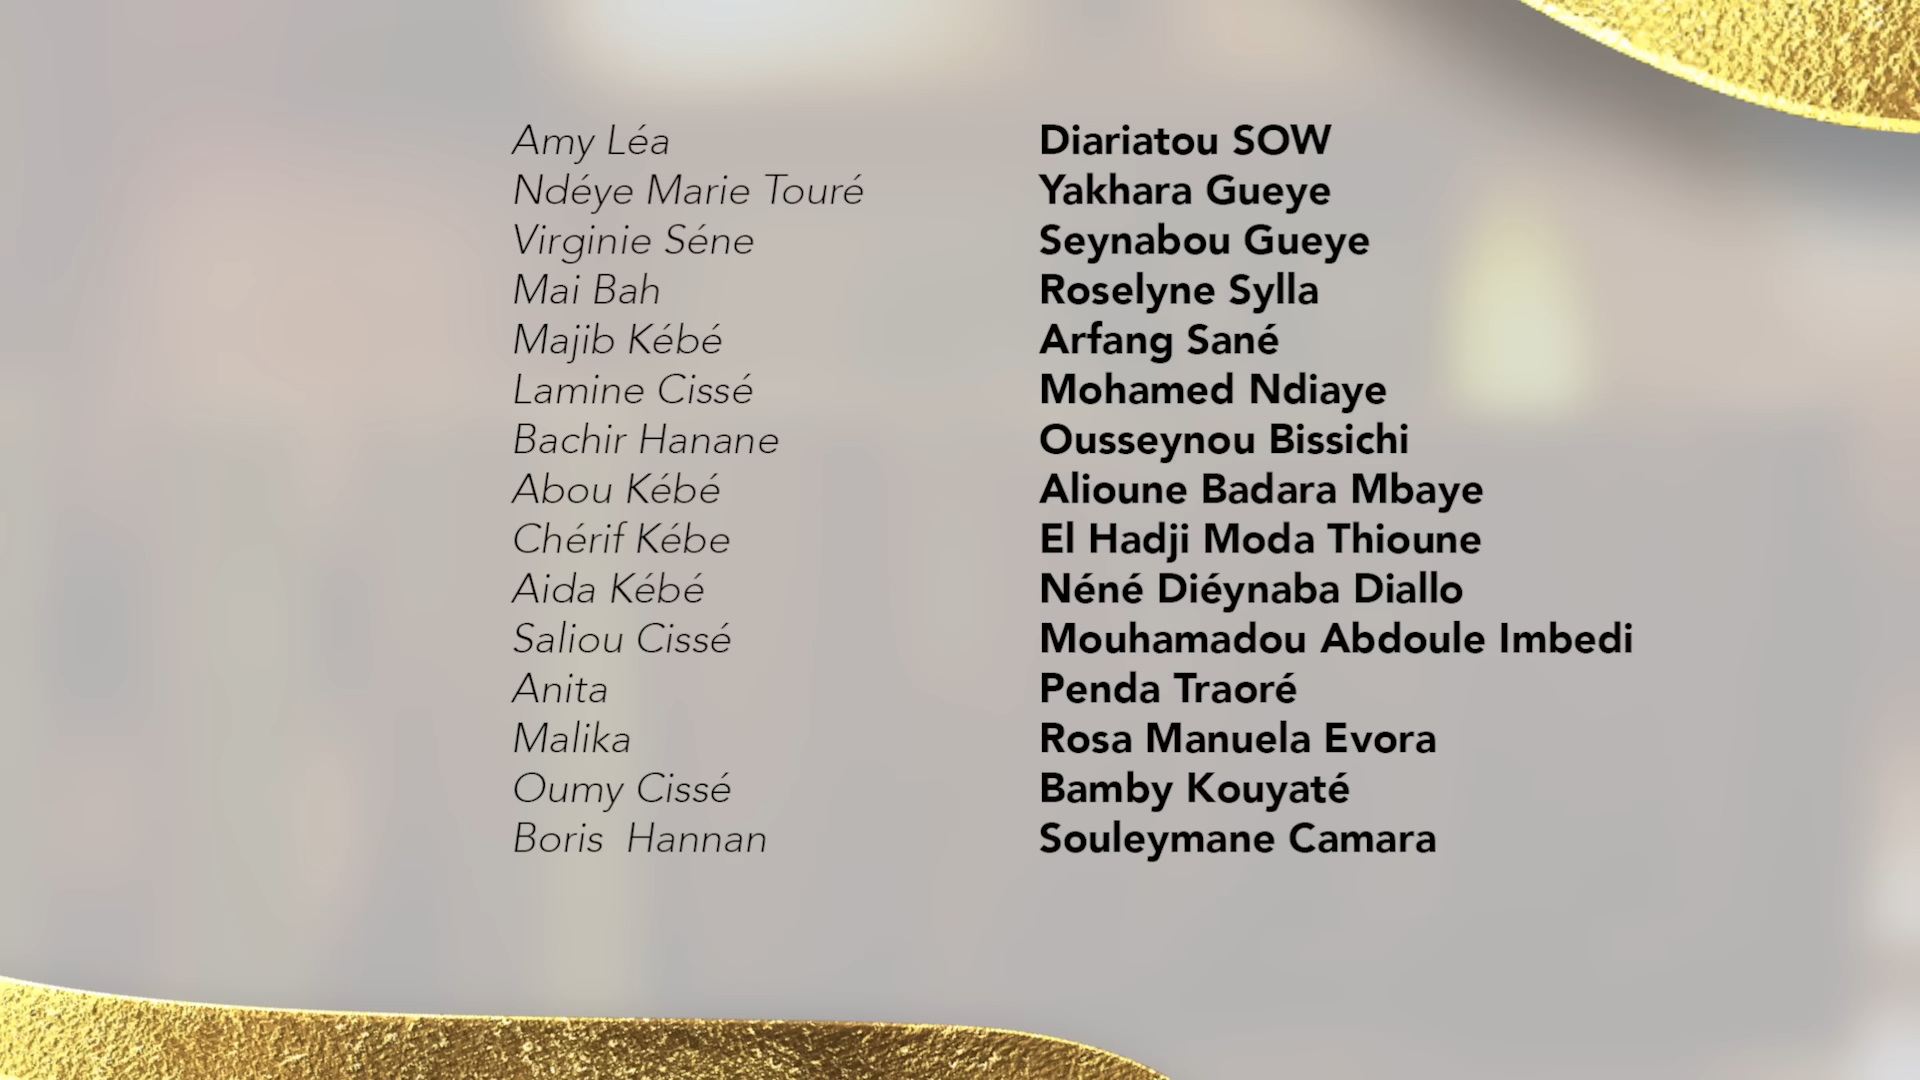 Amy Léa Diariatou SOW
Ndéye Marie Touré Yakhara Gueye
Virginie Séne Seynabou Gueye
Mai Bah Roselyne Sylla
Majib Kébé Arfang Sané
Lamine Cissé Mohamed Ndiaye
Bachir Hanane Ousseynou Bissichi
Abou Kébé Alioune Badara Mbaye
Chérif Kébe El Hadji Moda Thioune
Aida Kébé Néné Diéynaba Diallo
Saliou Cissé Mouhamadou Abdoule Imbedi
Anita Penda Traoré
Malika Rosa Manuela Evora
Oumy Cissé Bamby Kouyaté
Boris  Hannan Souleymane Camara